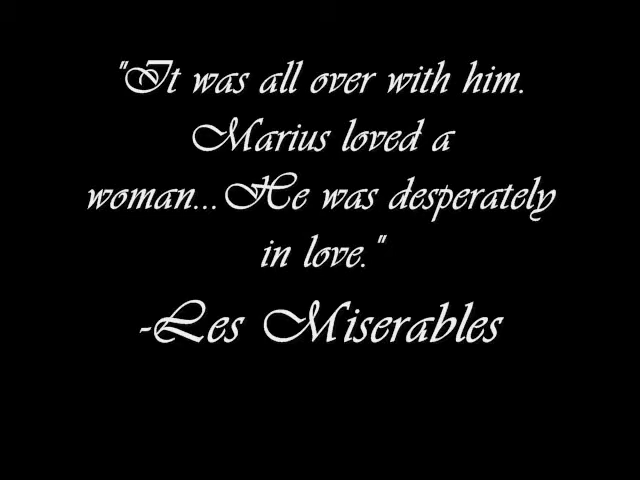 "It was all over with him.
Marius loved a
woman...He was desperately
in love."
-Les Miserables